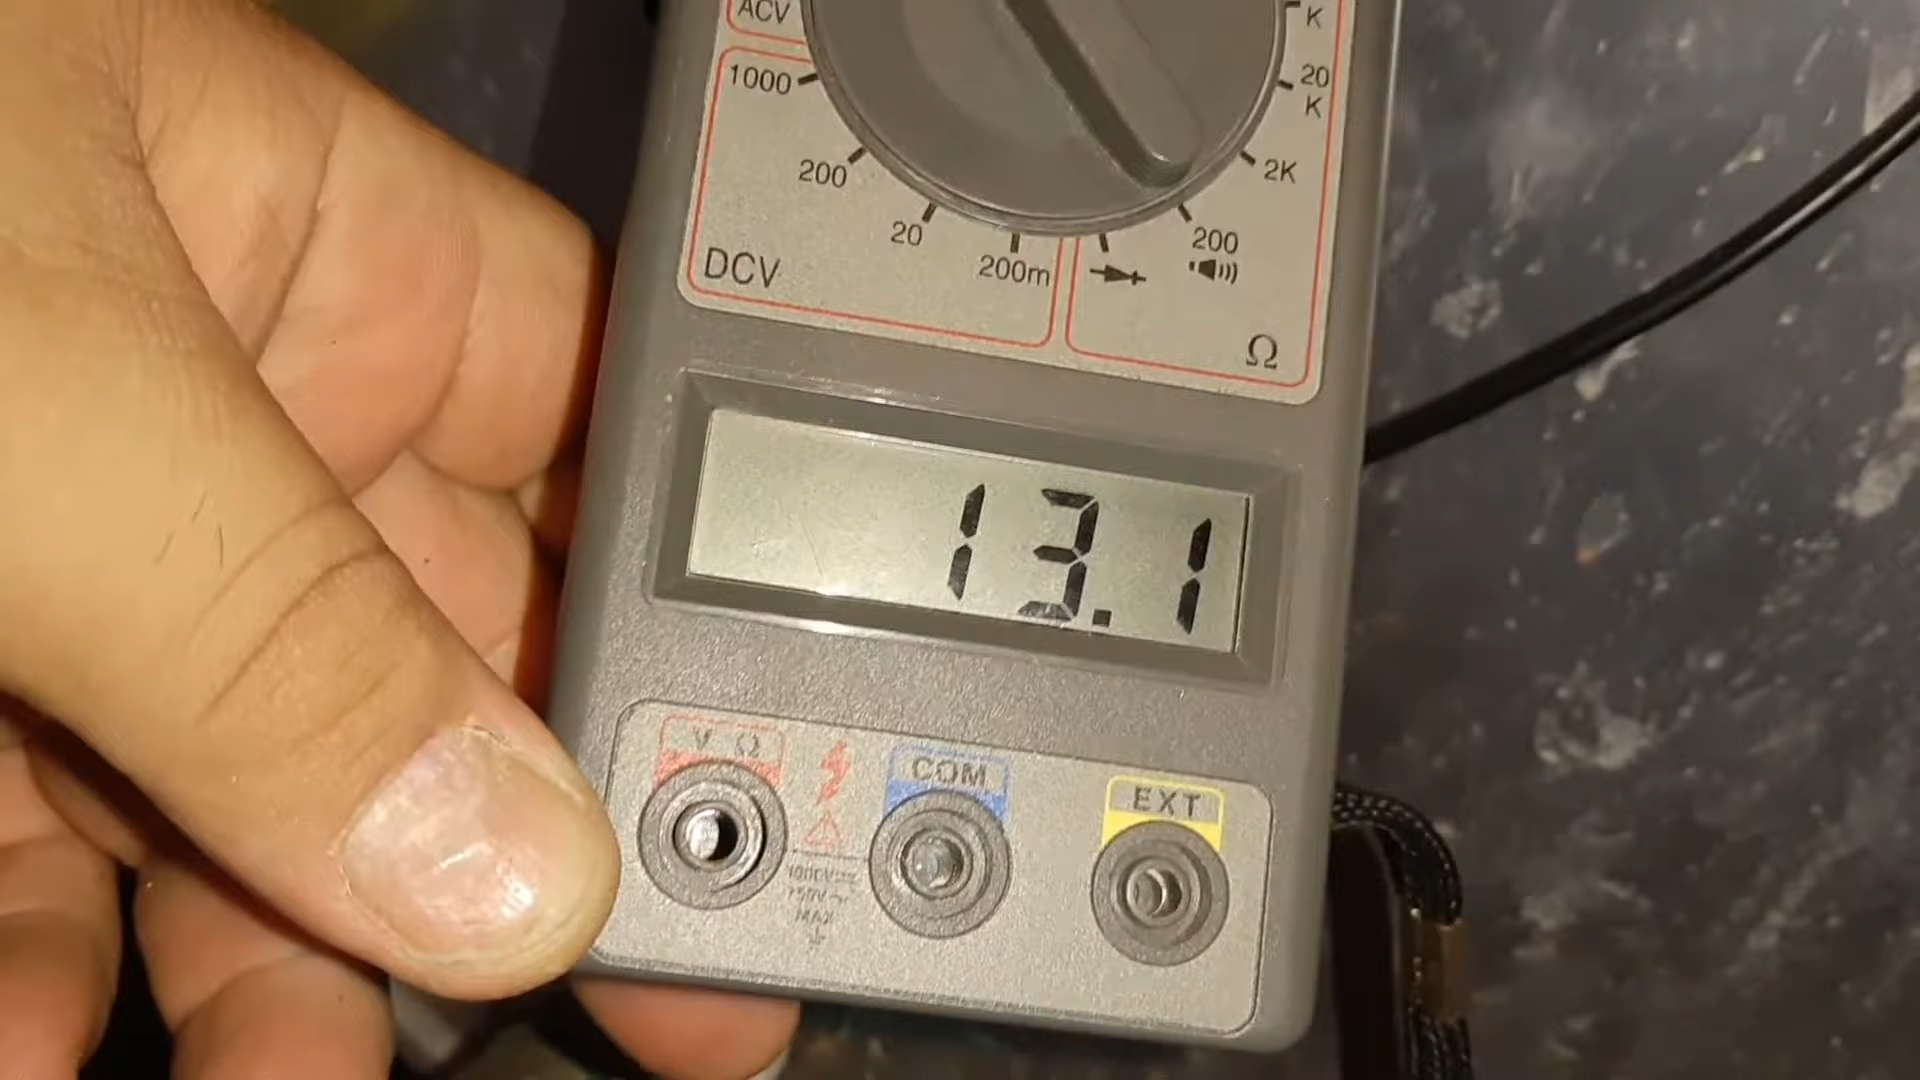 ACV
K
1000
20
K
200
2K
20
200
200m
DCV
Ω
13.1
V Ω
COM
EXT
1000V
750V~
MAX